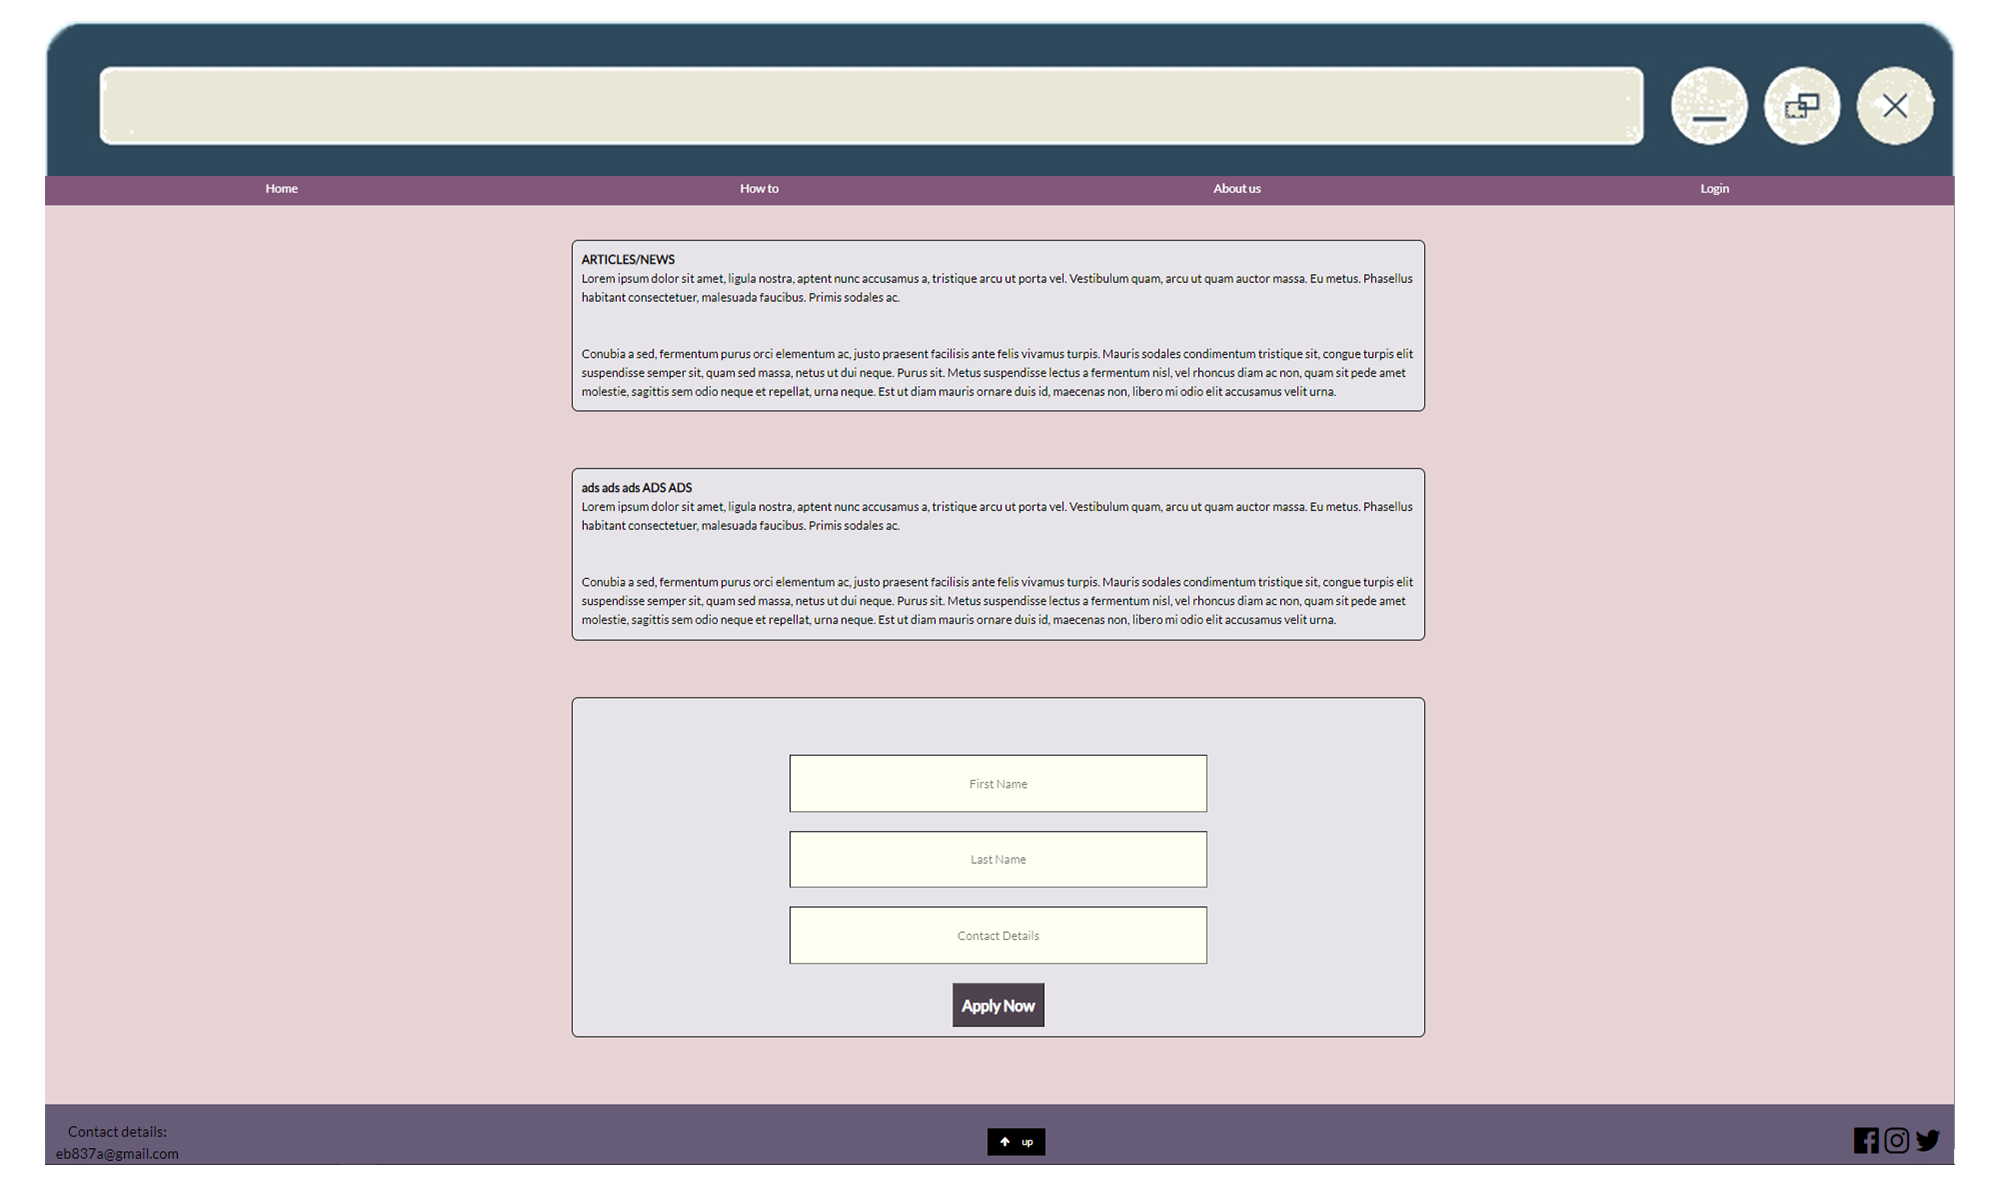 Home
How to
About us
Login
ARTICLES/NEWS
Lorem ipsum dolor sit amet, ligula nostra, aptent nunc accusamus a, tristique arcu ut porta vel. Vestibulum quam, arcu ut quam auctor massa. Eu metus. Phasellus
habitant consectetuer, malesuada faucibus. Primis sodales ac.
Conubia a sed, fermentum purus orci elementum ac, justo praesent facilisis ante felis vivamus turpis. Mauris sodales condimentum tristique sit, congue turpis elit
suspendisse semper sit, quam sed massa, netus ut dui neque. Purus sit. Metus suspendisse lectus a fermentum nisl, vel rhoncus diam ac non, quam sit pede amet
molestie, sagittis sem odio neque et repellat, urna neque. Est ut diam mauris ornare duis id, maecenas non, libero mi odio elit accusamus velit urna.
ads ads ads ADS ADS
Lorem ipsum dolor sit amet, ligula nostra, aptent nunc accusamus a, tristique arcu ut porta vel. Vestibulum quam, arcu ut quam auctor massa. Eu metus. Phasellus
habitant consectetuer, malesuada faucibus. Primis sodales ac.
Conubia a sed, fermentum purus orci elementum ac, justo praesent facilisis ante felis vivamus turpis. Mauris sodales condimentum tristique sit, congue turpis elit
suspendisse semper sit, quam sed massa, netus ut dui neque. Purus sit. Metus suspendisse lectus a fermentum nisl, vel rhoncus diam ac non, quam sit pede amet
molestie, sagittis sem odio neque et repellat, urna neque. Est ut diam mauris ornare duis id, maecenas non, libero mi odio elit accusamus velit urna.
First Name
Last Name
Contact Details
Apply Now
Contact details:
eb837a@gmail.com
up